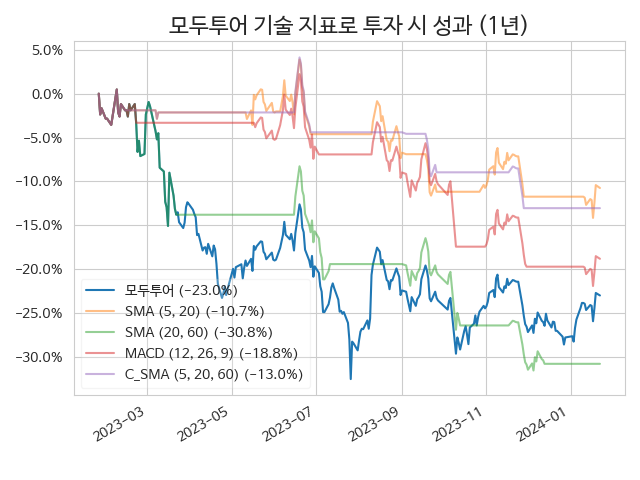 모두투어 기술 지표로 투자 시 성과 (1년)
5.0%
0.0%
−5.0%
−10.0%
−15.0%
−20.0%
−25.0%
−30.0%
모두투어 (−23.0%)
SMA (5, 20) (−10.7%)
SMA (20, 60) (−30.8%)
MACD (12, 26, 9) (−18.8%)
C_SMA (5, 20, 60) (−13.0%)
2023-03
2023-05
2023-07
2023-09
2023-11
2024-01